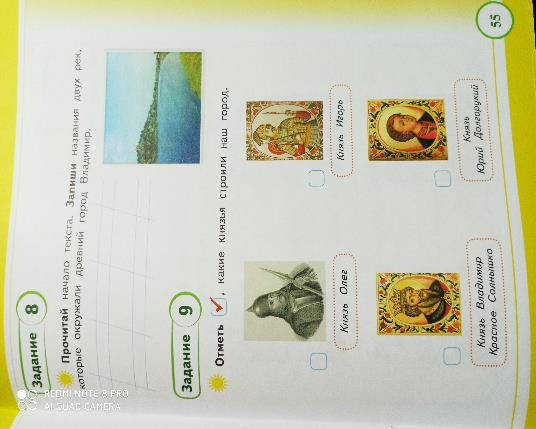 Задание 8
Прочитай начало текста. Запиши названия двух рек,
которые окружали древний город Владимир.
Задание 9
Отметь ✓, какие князья строили наш город.
Князь Олег
Князь Игорь
Князь Владимир
Красное Солнышко
Князь
Юрий Долгорукий
55
REDMI NOTE 8 PRO
AI QUAD CAMERA